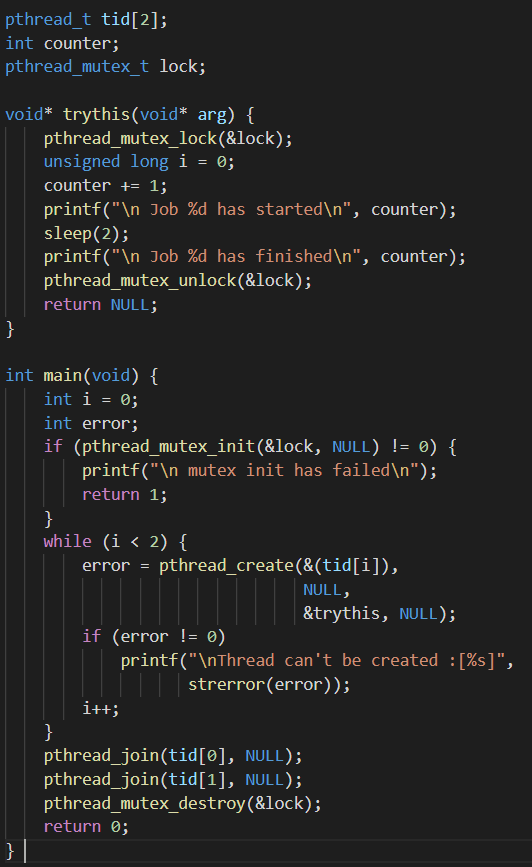 pthread_t tid[2];
int counter;
pthread_mutex_t lock;

void* trythis(void* arg) {
    pthread_mutex_lock(&lock);
    unsigned long i = 0;
    counter += 1;
    printf("\n Job %d has started\n", counter);
    sleep(2);
    printf("\n Job %d has finished\n", counter);
    pthread_mutex_unlock(&lock);
    return NULL;
}

int main(void) {
    int i = 0;
    int error;
    if (pthread_mutex_init(&lock, NULL) != 0) {
        printf("\n mutex init has failed\n");
        return 1;
    }
    while (i < 2) {
        error = pthread_create(&(tid[i]),
                               NULL,
                               &trythis, NULL);
        if (error != 0)
            printf("\nThread can't be created :[%s]",
                   strerror(error));
        i++;
    }
    pthread_join(tid[0], NULL);
    pthread_join(tid[1], NULL);
    pthread_mutex_destroy(&lock);
    return 0;
}